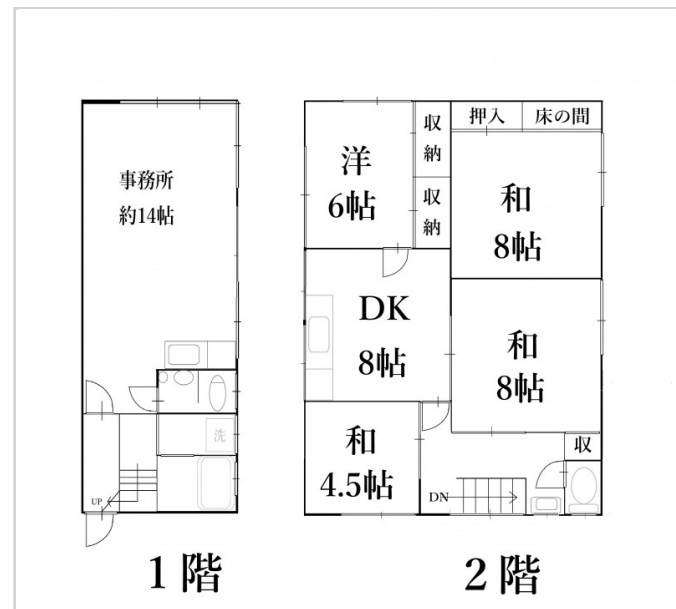 事務所
約14帖
洗
UP
1階
洋
6帖
収
納
収
納
押入
床の間
和
8帖
DK
8帖
和
8帖
和
4.5帖
収
DN
2階